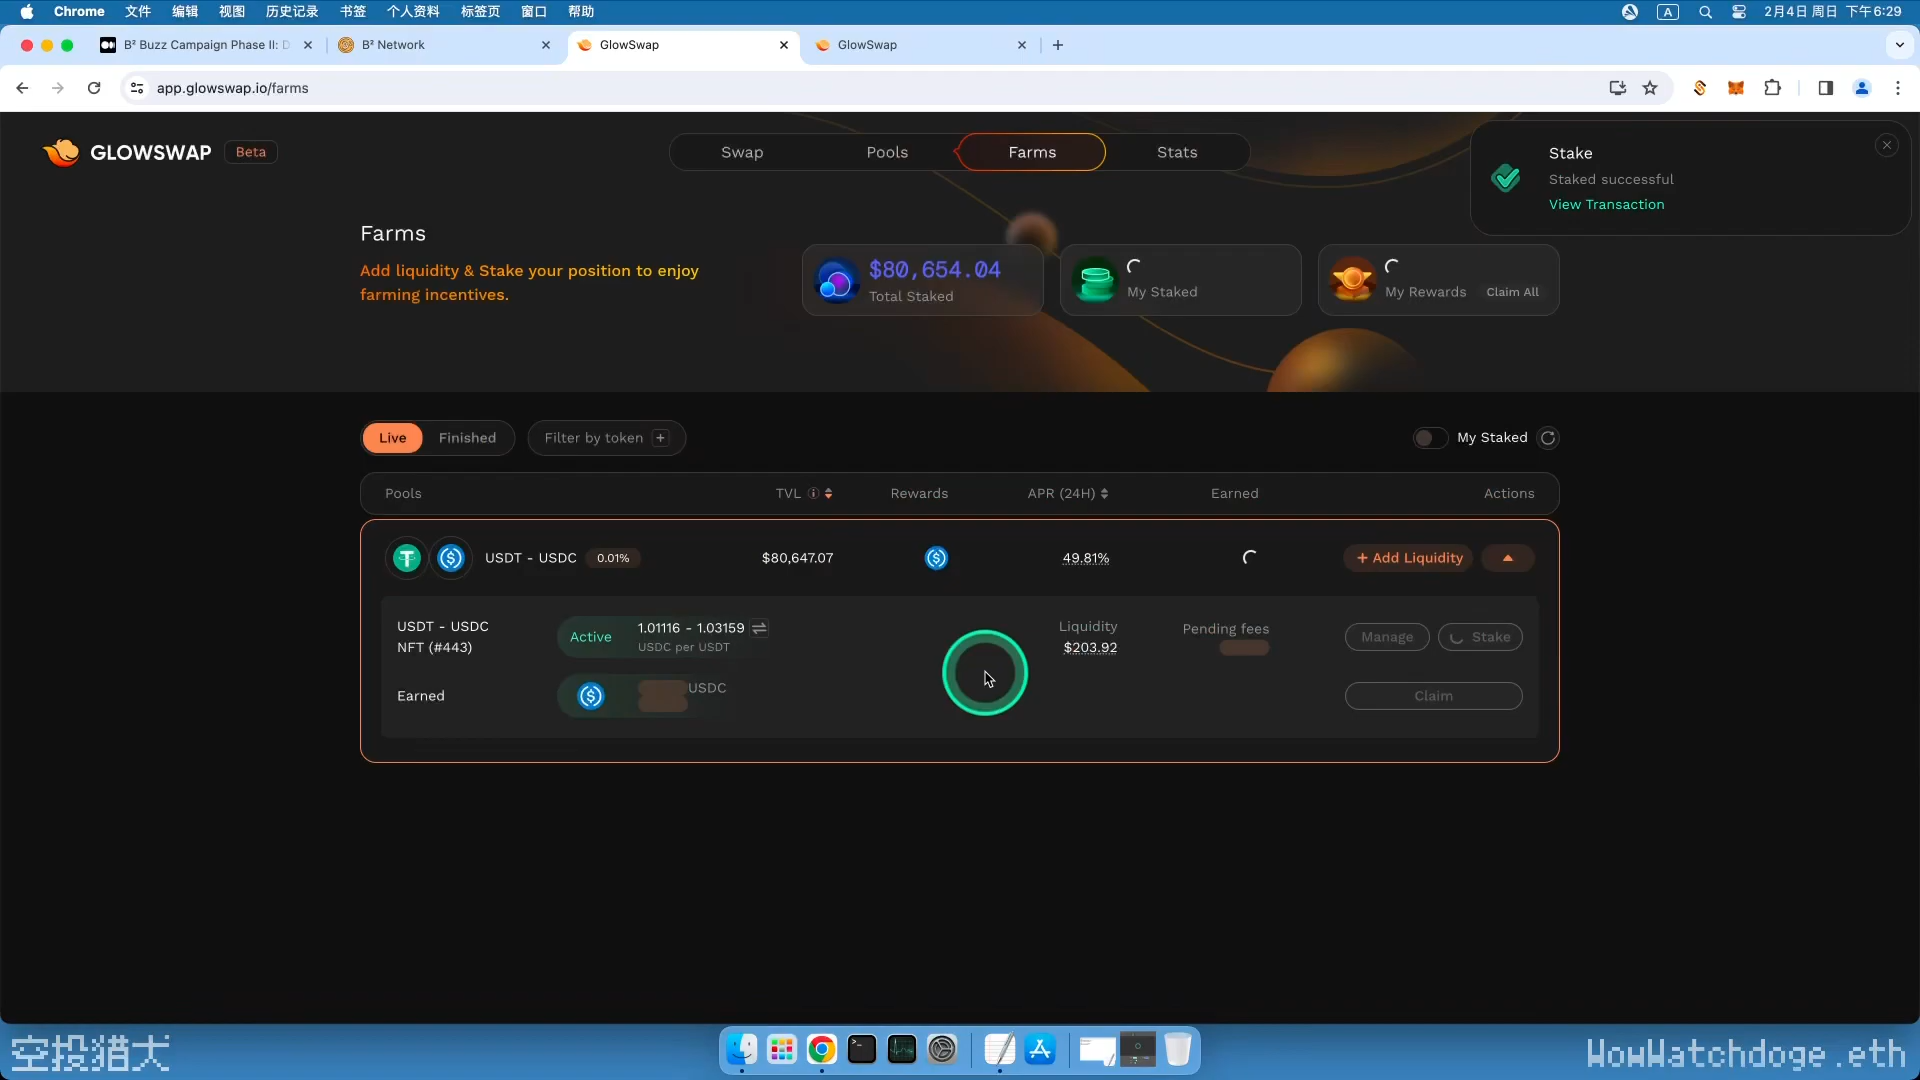 Chrome 文件 编辑 视图 历史记录 书签 个人资料 标签页 窗口 帮助 A 2月4日 周日 下午6:29
B² Buzz Campaign Phase II: B² Network GlowSwap GlowSwap
app.glowswap.io/farms
GLOWSWAP Beta Swap Pools Farms Stats
Stake
Staked successful
View Transaction
Farms
Add liquidity & Stake your position to enjoy
farming incentives.
$80,654.04
Total Staked
My Staked
My Rewards Claim All
Live Finished Filter by token + My Staked
Pools TVL Rewards APR (24H) Earned Actions
USDT - USDC 0.01% $80,647.07 49.81% + Add Liquidity
USDT - USDC
NFT (#443)
Active
1.01116 - 1.03159
USDC per USDT
Liquidity
$203.92
Pending fees
Manage Stake
Earned USDC Claim
空投猎犬 WowWatchdoge.eth